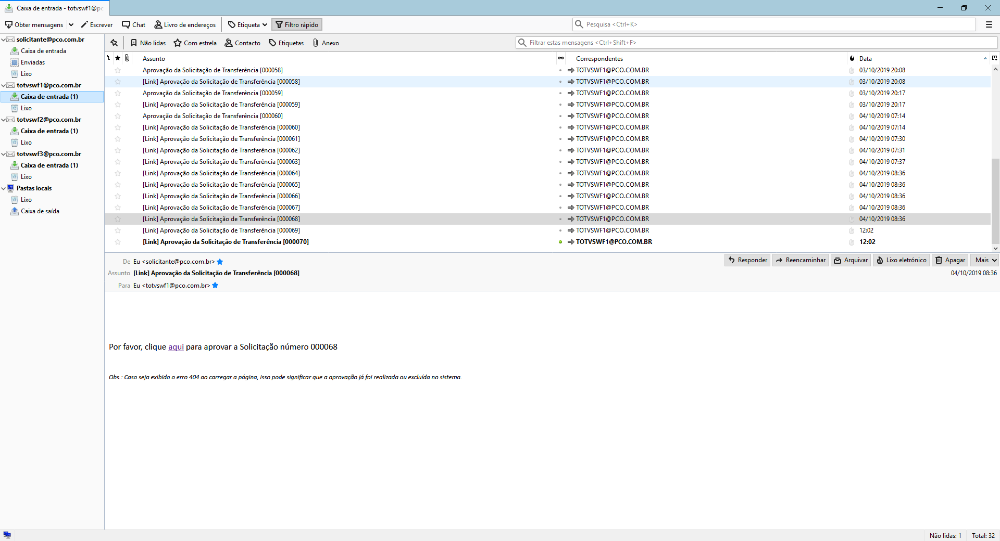 Caixa de entrada - totvswf1@pc
Obter mensagens
Escrever
Chat
Livro de endereços
Etiqueta
Filtro rápido
Pesquisa <Ctrl+K>
solicitante@pco.com.br
Caixa de entrada
Enviadas
Lixo
totvswf1@pco.com.br
Caixa de entrada (1)
Lixo
totvswf2@pco.com.br
Caixa de entrada (1)
Lixo
totvswf3@pco.com.br
Caixa de entrada (1)
Lixo
Pastas locais
Lixo
Caixa de saída
Não lidas Com estrela Contacto Etiquetas Anexo
Filtrar estas mensagens <Ctrl+Shift+F>
Assunto Correspondentes Data
Aprovação da Solicitação de Transferência [000058] TOTVSWF1@PCO.COM.BR 03/10/2019 20:08
[Link] Aprovação da Solicitação de Transferência [000058] TOTVSWF1@PCO.COM.BR 03/10/2019 20:08
Aprovação da Solicitação de Transferência [000059] TOTVSWF1@PCO.COM.BR 03/10/2019 20:17
[Link] Aprovação da Solicitação de Transferência [000059] TOTVSWF1@PCO.COM.BR 03/10/2019 20:17
Aprovação da Solicitação de Transferência [000060] TOTVSWF1@PCO.COM.BR 04/10/2019 07:14
[Link] Aprovação da Solicitação de Transferência [000060] TOTVSWF1@PCO.COM.BR 04/10/2019 07:14
[Link] Aprovação da Solicitação de Transferência [000061] TOTVSWF1@PCO.COM.BR 04/10/2019 07:30
[Link] Aprovação da Solicitação de Transferência [000062] TOTVSWF1@PCO.COM.BR 04/10/2019 07:31
[Link] Aprovação da Solicitação de Transferência [000063] TOTVSWF1@PCO.COM.BR 04/10/2019 07:37
[Link] Aprovação da Solicitação de Transferência [000064] TOTVSWF1@PCO.COM.BR 04/10/2019 08:36
[Link] Aprovação da Solicitação de Transferência [000065] TOTVSWF1@PCO.COM.BR 04/10/2019 08:36
[Link] Aprovação da Solicitação de Transferência [000066] TOTVSWF1@PCO.COM.BR 04/10/2019 08:36
[Link] Aprovação da Solicitação de Transferência [000067] TOTVSWF1@PCO.COM.BR 04/10/2019 08:36
[Link] Aprovação da Solicitação de Transferência [000068] TOTVSWF1@PCO.COM.BR 04/10/2019 08:36
[Link] Aprovação da Solicitação de Transferência [000069] TOTVSWF1@PCO.COM.BR 12:02
[Link] Aprovação da Solicitação de Transferência [000070] TOTVSWF1@PCO.COM.BR 12:02
De Eu <solicitante@pco.com.br>
Responder Reencaminhar Arquivar Lixo eletrónico Apagar Mais
Assunto [Link] Aprovação da Solicitação de Transferência [000068] 04/10/2019 08:36
Para Eu <totvswf1@pco.com.br>
Por favor, clique aqui para aprovar a Solicitação número 000068
Obs.: Caso seja exibido o erro 404 ao carregar a página, isso pode significar que a aprovação já foi realizada ou excluída no sistema.
Não lidas: 1 Total: 32